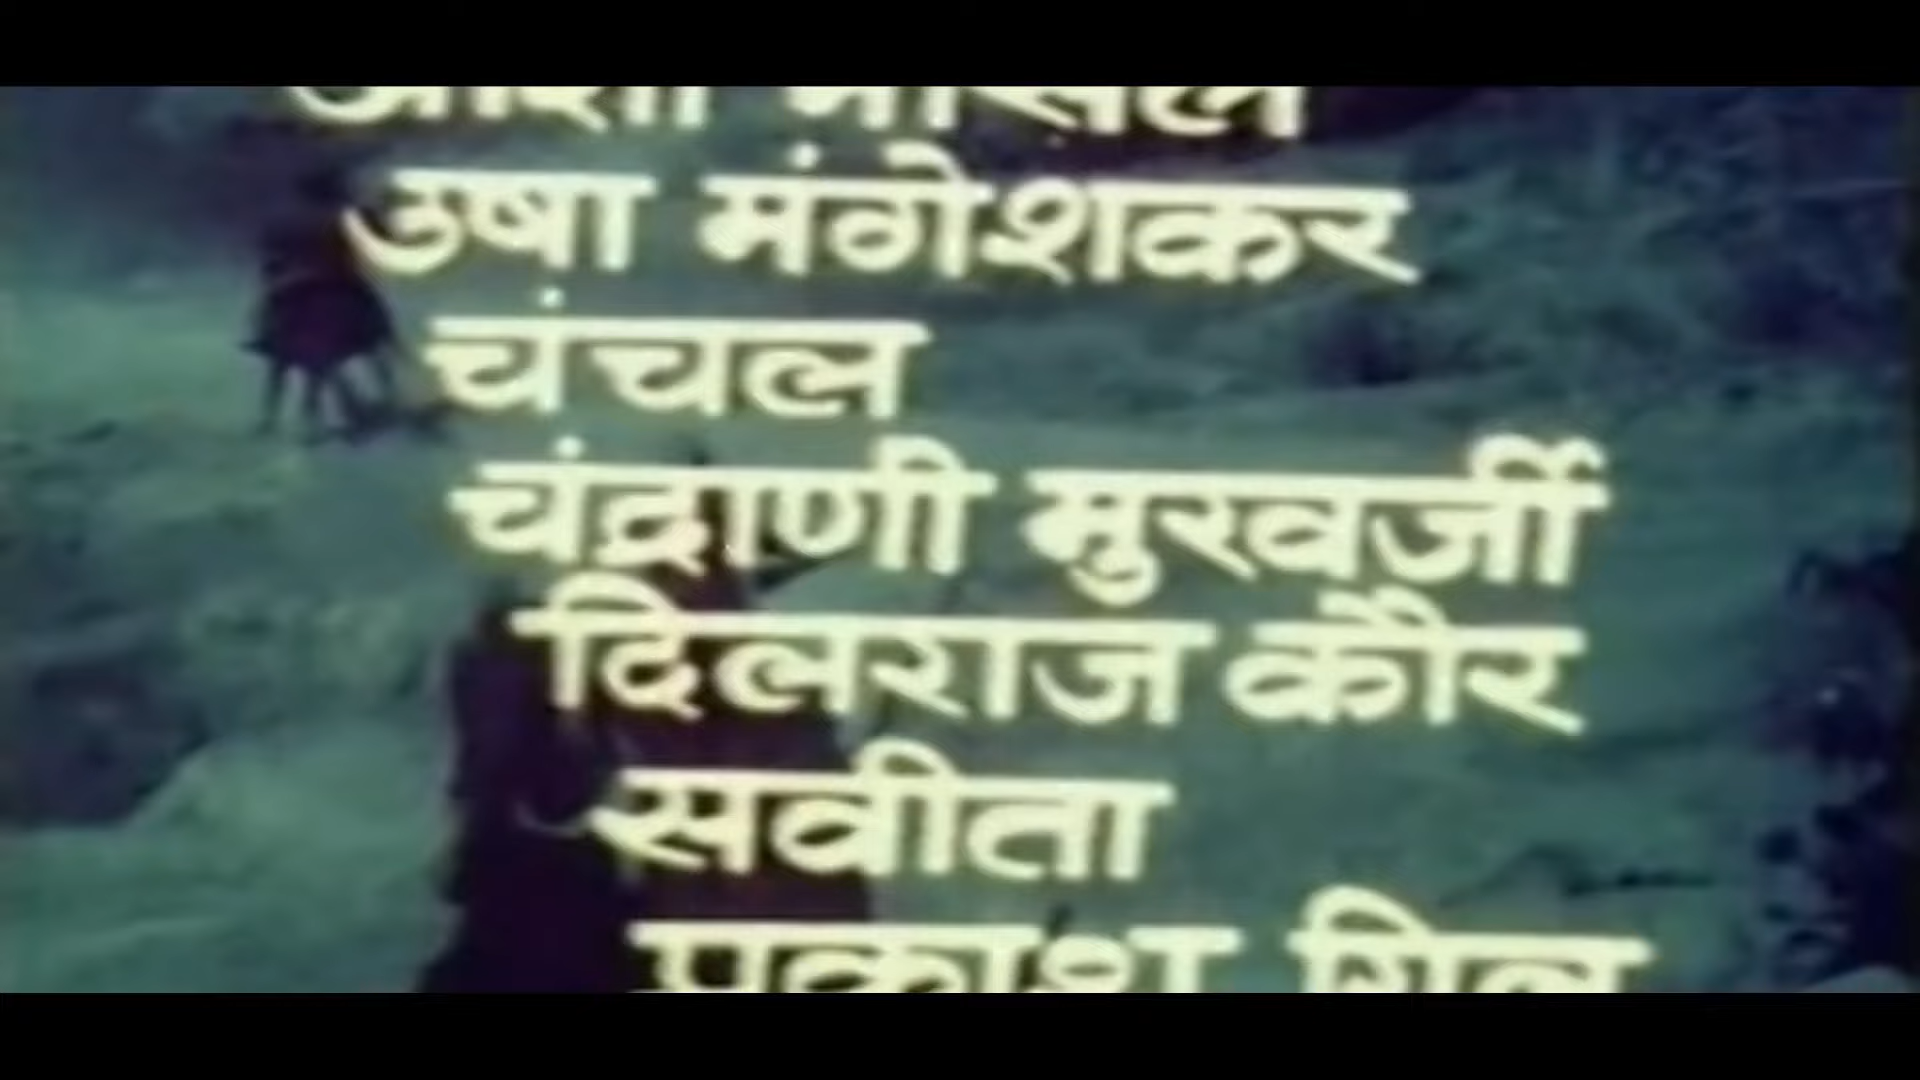 उषा मंगेशकर
चंचल
चंद्राणी मुखर्जी
दिलराज कौर
सवीता